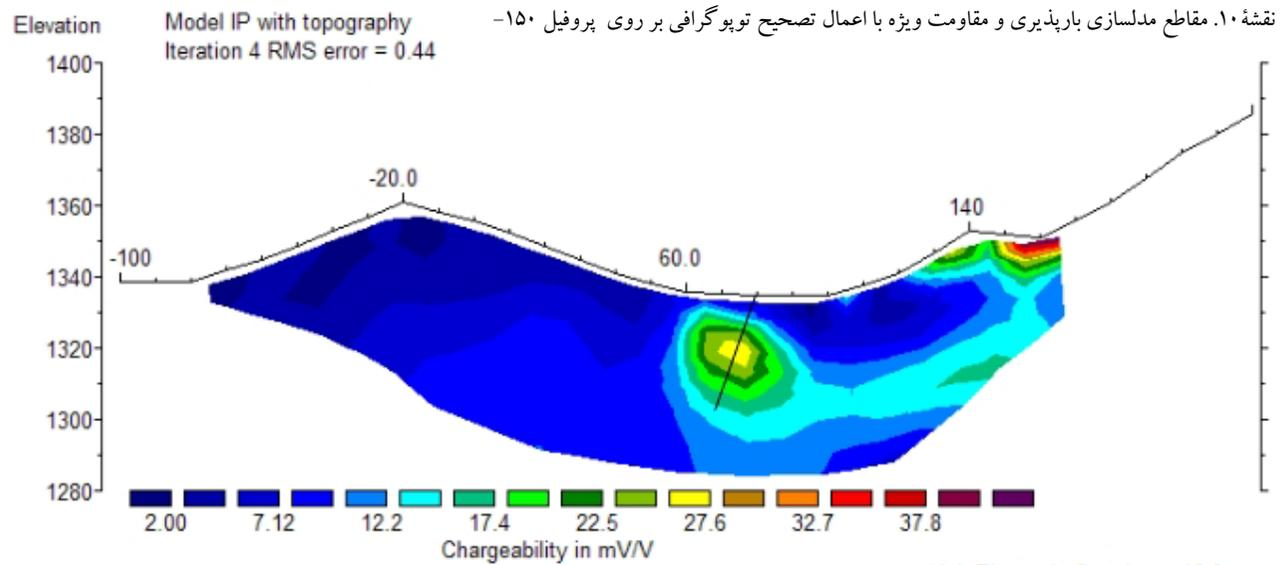 نقشهٔ ۱۰. مقاطع مدلسازی بارپذیری و مقاومت ویژه با اعمال تصحیح توپوگرافی بر روی پروفیل ۱۵۰-
Elevation
Model IP with topography
Iteration 4 RMS error = 0.44
1400
1380
1360
1340
1320
1300
1280
-100
-20.0
60.0
140
2.00 7.12 12.2 17.4 22.5 27.6 32.7 37.8
Chargeability in mV/V